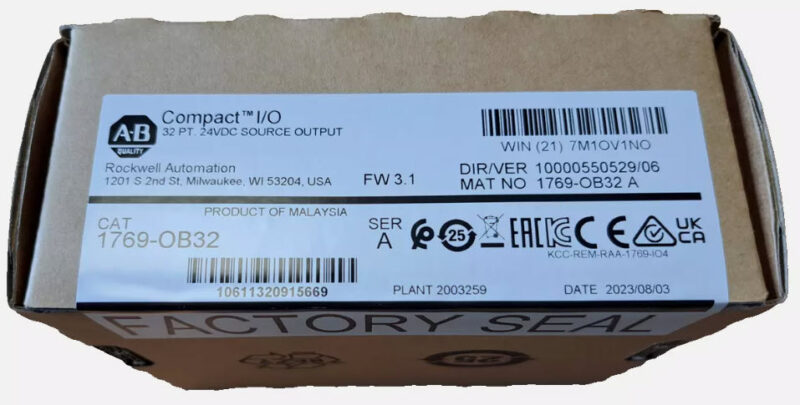 A-B
QUALITY
Compact™ I/O
32 PT. 24VDC SOURCE OUTPUT
Rockwell Automation
1201 S 2nd St, Milwaukee, WI 53204, USA
FW 3.1
WIN (21) 7M1OV1NO
DIR/VER 10000550529/06
MAT NO 1769-OB32 A
PRODUCT OF MALAYSIA
CAT
1769-OB32
SER
A
25
EAC
KC
CE
UK
CA
KCC-REM-RAA-1769-IO4
10611320915669
PLANT 2003259
DATE 2023/08/03
FACTORY SEAL